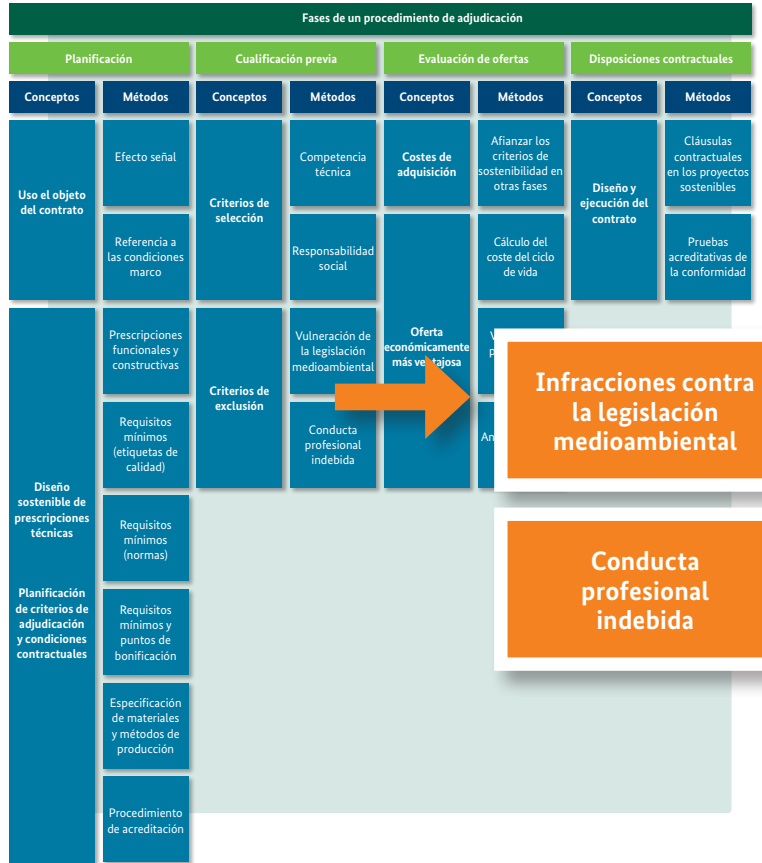 Fases de un procedimiento de adjudicación
Planificación
Cualificación previa
Evaluación de ofertas
Disposiciones contractuales
Conceptos
Métodos
Conceptos
Métodos
Conceptos
Métodos
Conceptos
Métodos
Uso el objeto
del contrato
Efecto señal
Referencia a
las condiciones
marco
Diseño
sostenible de
prescripciones
técnicas
Planificación
de criterios de
adjudicación
y condiciones
contractuales
Prescripciones
funcionales y
constructivas
Requisitos
mínimos
(etiquetas de
calidad)
Requisitos
mínimos
(normas)
Requisitos
mínimos y
puntos de
bonificación
Especificación
de materiales
y métodos de
producción
Procedimiento
de acreditación
Criterios de
selección
Competencia
técnica
Responsabilidad
social
Criterios de
exclusión
Vulneración de
la legislación
medioambiental
Conducta
profesional
indebida
Costes de
adquisición
Afianzar los
criterios de
sostenibilidad en
otras fases
Oferta
económicamente
más ventajosa
Cálculo del
coste del ciclo
de vida
Diseño y
ejecución del
contrato
Cláusulas
contractuales
en los proyectos
sostenibles
Pruebas
acreditativas de
la conformidad
Infracciones contra
la legislación
medioambiental
Conducta
profesional
indebida